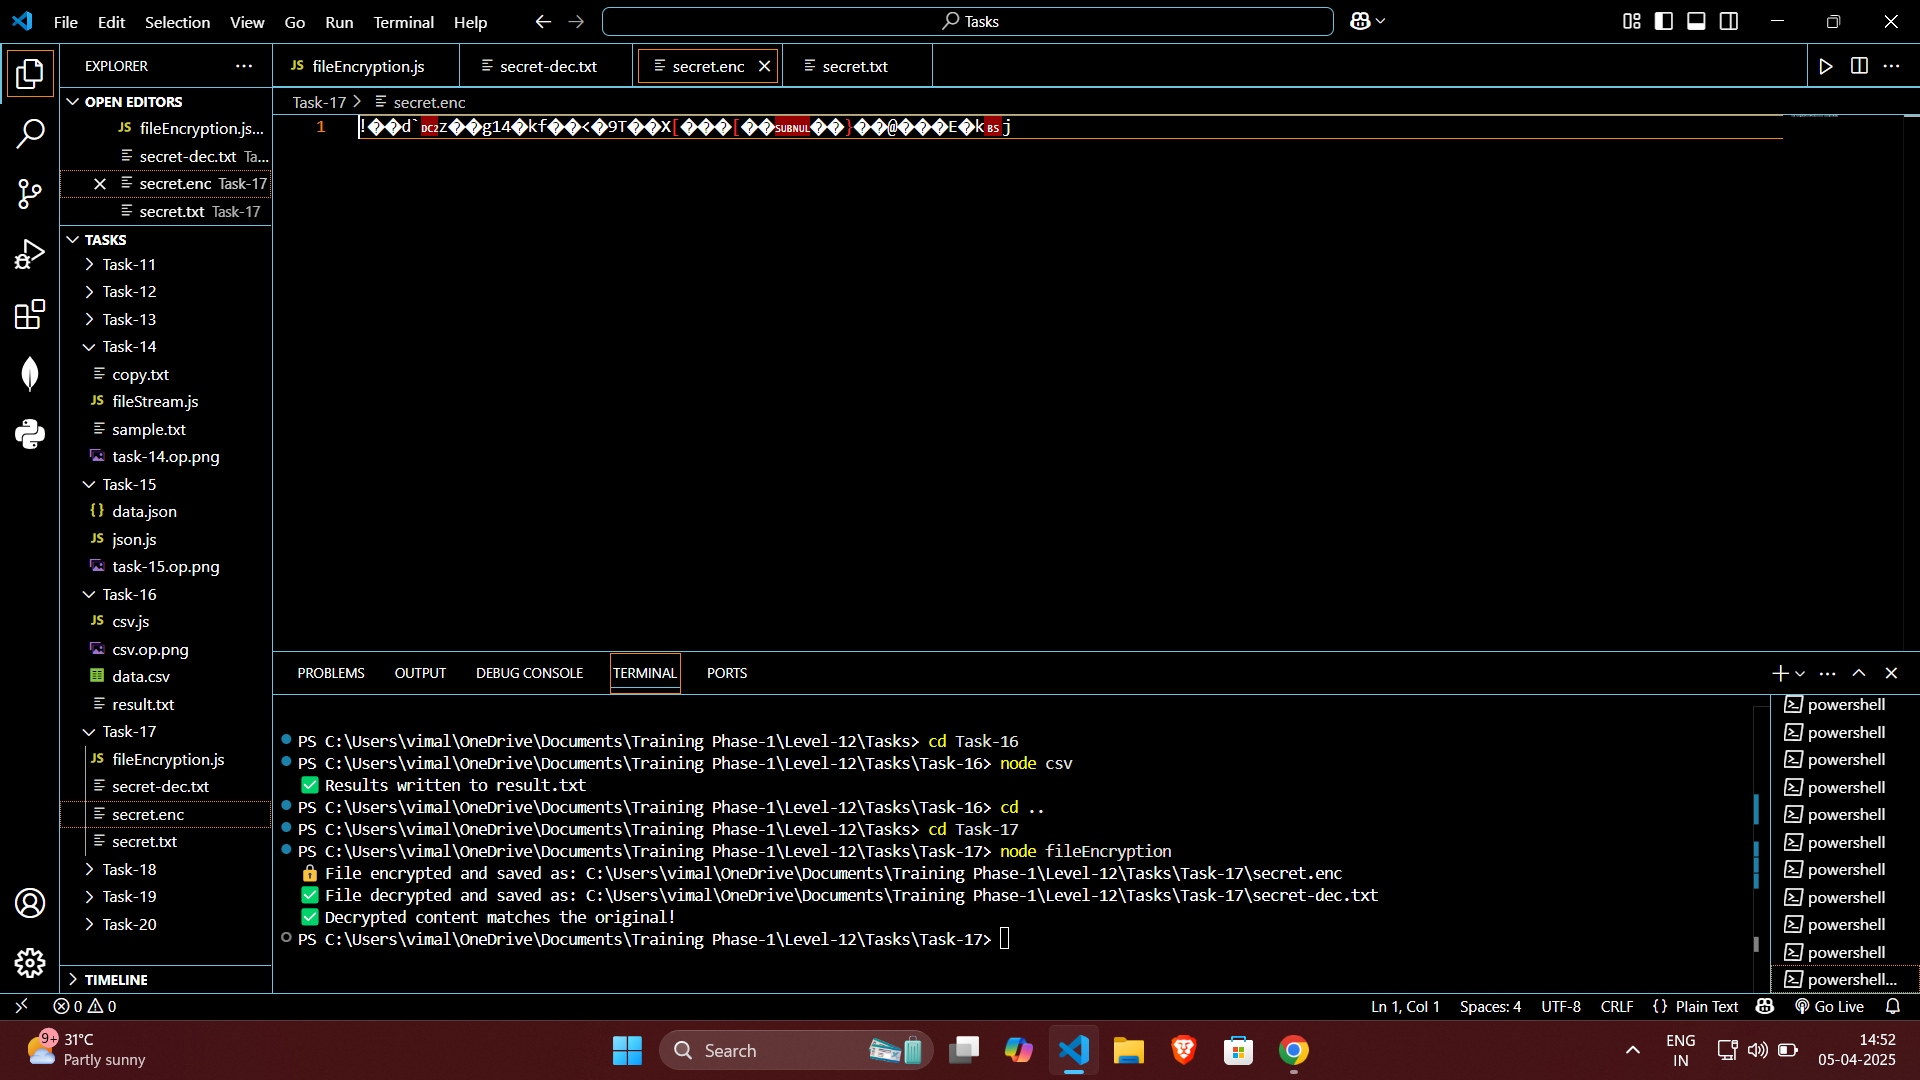 File Edit Selection View Go Run Terminal Help
Tasks
EXPLORER
OPEN EDITORS
JS fileEncryption.js...
secret-dec.txt Ta...
secret.enc Task-17
secret.txt Task-17
TASKS
Task-11
Task-12
Task-13
Task-14
copy.txt
JS fileStream.js
sample.txt
task-14.op.png
Task-15
{} data.json
JS json.js
task-15.op.png
Task-16
JS csv.js
csv.op.png
data.csv
result.txt
Task-17
JS fileEncryption.js
secret-dec.txt
secret.enc
secret.txt
Task-18
Task-19
Task-20
TIMELINE
JS fileEncryption.js
secret-dec.txt
secret.enc
secret.txt
Task-17 > secret.enc
1 !��d`DC2z��g14�kf��<�9T��X[���[��SUBNUL��}��@���E�kBSj
PROBLEMS OUTPUT DEBUG CONSOLE TERMINAL PORTS
PS C:\Users\vimal\OneDrive\Documents\Training Phase-1\Level-12\Tasks> cd Task-16
PS C:\Users\vimal\OneDrive\Documents\Training Phase-1\Level-12\Tasks\Task-16> node csv
✅ Results written to result.txt
PS C:\Users\vimal\OneDrive\Documents\Training Phase-1\Level-12\Tasks\Task-16> cd ..
PS C:\Users\vimal\OneDrive\Documents\Training Phase-1\Level-12\Tasks> cd Task-17
PS C:\Users\vimal\OneDrive\Documents\Training Phase-1\Level-12\Tasks\Task-17> node fileEncryption
🔒 File encrypted and saved as: C:\Users\vimal\OneDrive\Documents\Training Phase-1\Level-12\Tasks\Task-17\secret.enc
✅ File decrypted and saved as: C:\Users\vimal\OneDrive\Documents\Training Phase-1\Level-12\Tasks\Task-17\secret-dec.txt
✅ Decrypted content matches the original!
PS C:\Users\vimal\OneDrive\Documents\Training Phase-1\Level-12\Tasks\Task-17>
powershell
powershell
powershell
powershell
powershell
powershell
powershell
powershell
powershell
powershell
powershell...
0 0
Ln 1, Col 1 Spaces: 4 UTF-8 CRLF {} Plain Text Go Live
9+
31°C
Partly sunny
Search
ENG
IN
14:52
05-04-2025